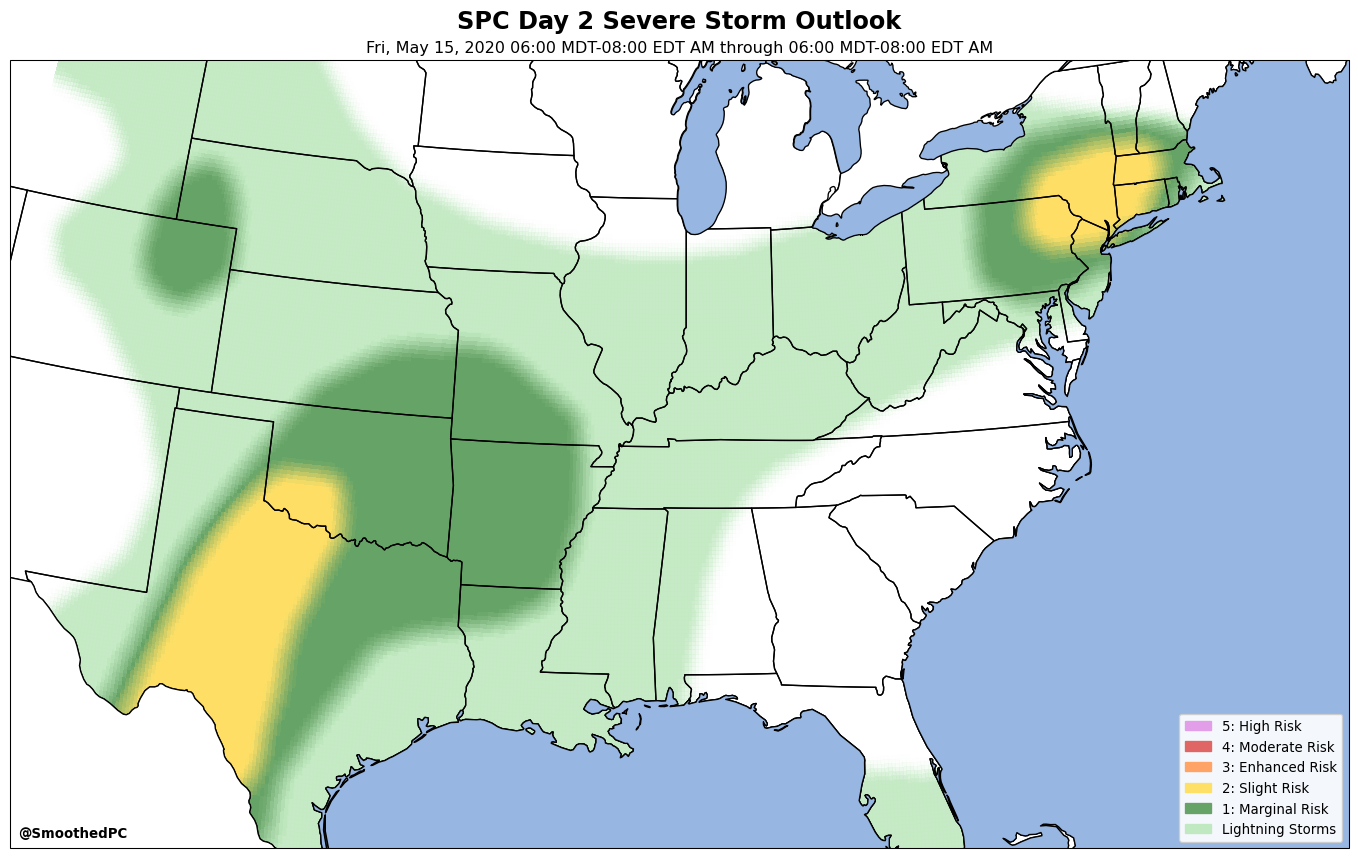 SPC Day 2 Severe Storm Outlook
Fri, May 15, 2020 06:00 MDT-08:00 EDT AM through 06:00 MDT-08:00 EDT AM
5: High Risk
4: Moderate Risk
3: Enhanced Risk
2: Slight Risk
1: Marginal Risk
Lightning Storms
@SmoothedPC